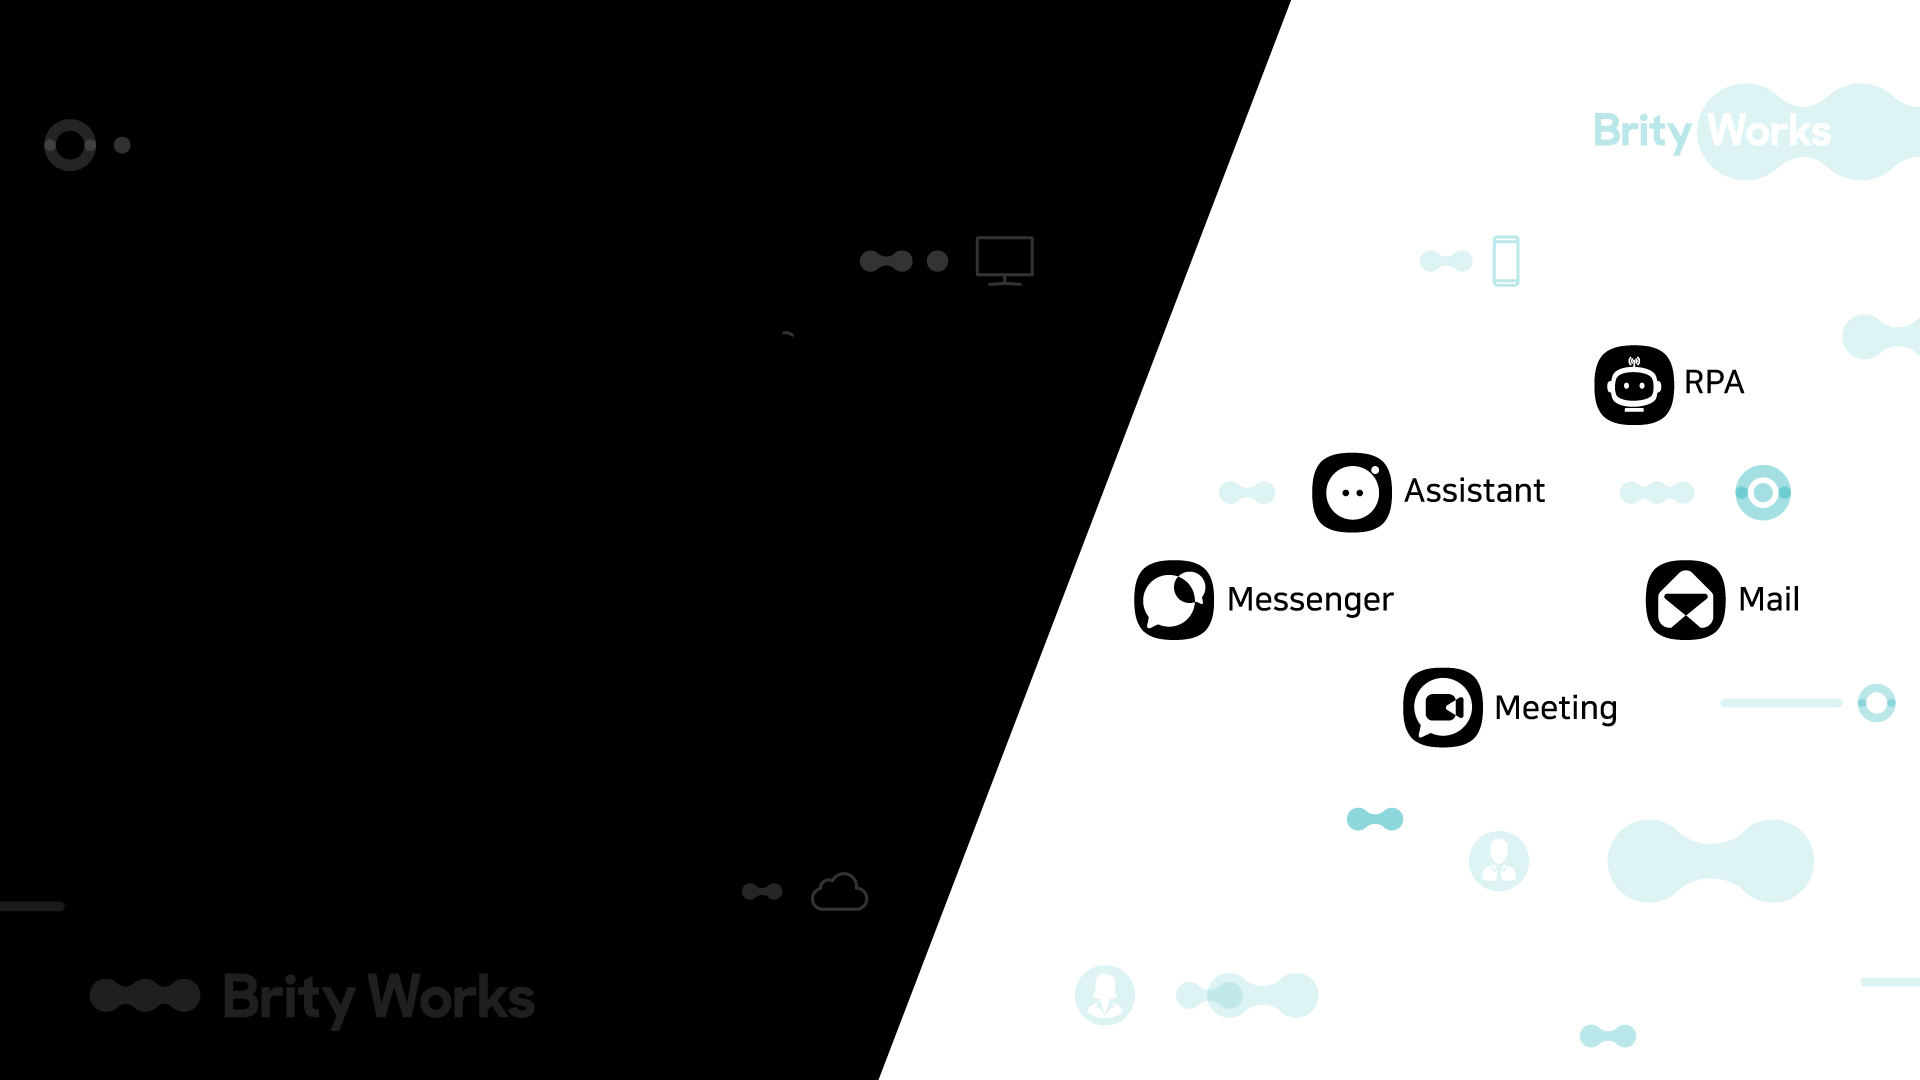 Brity Works
RPA
Assistant
Messenger
Mail
Meeting
Brity Works